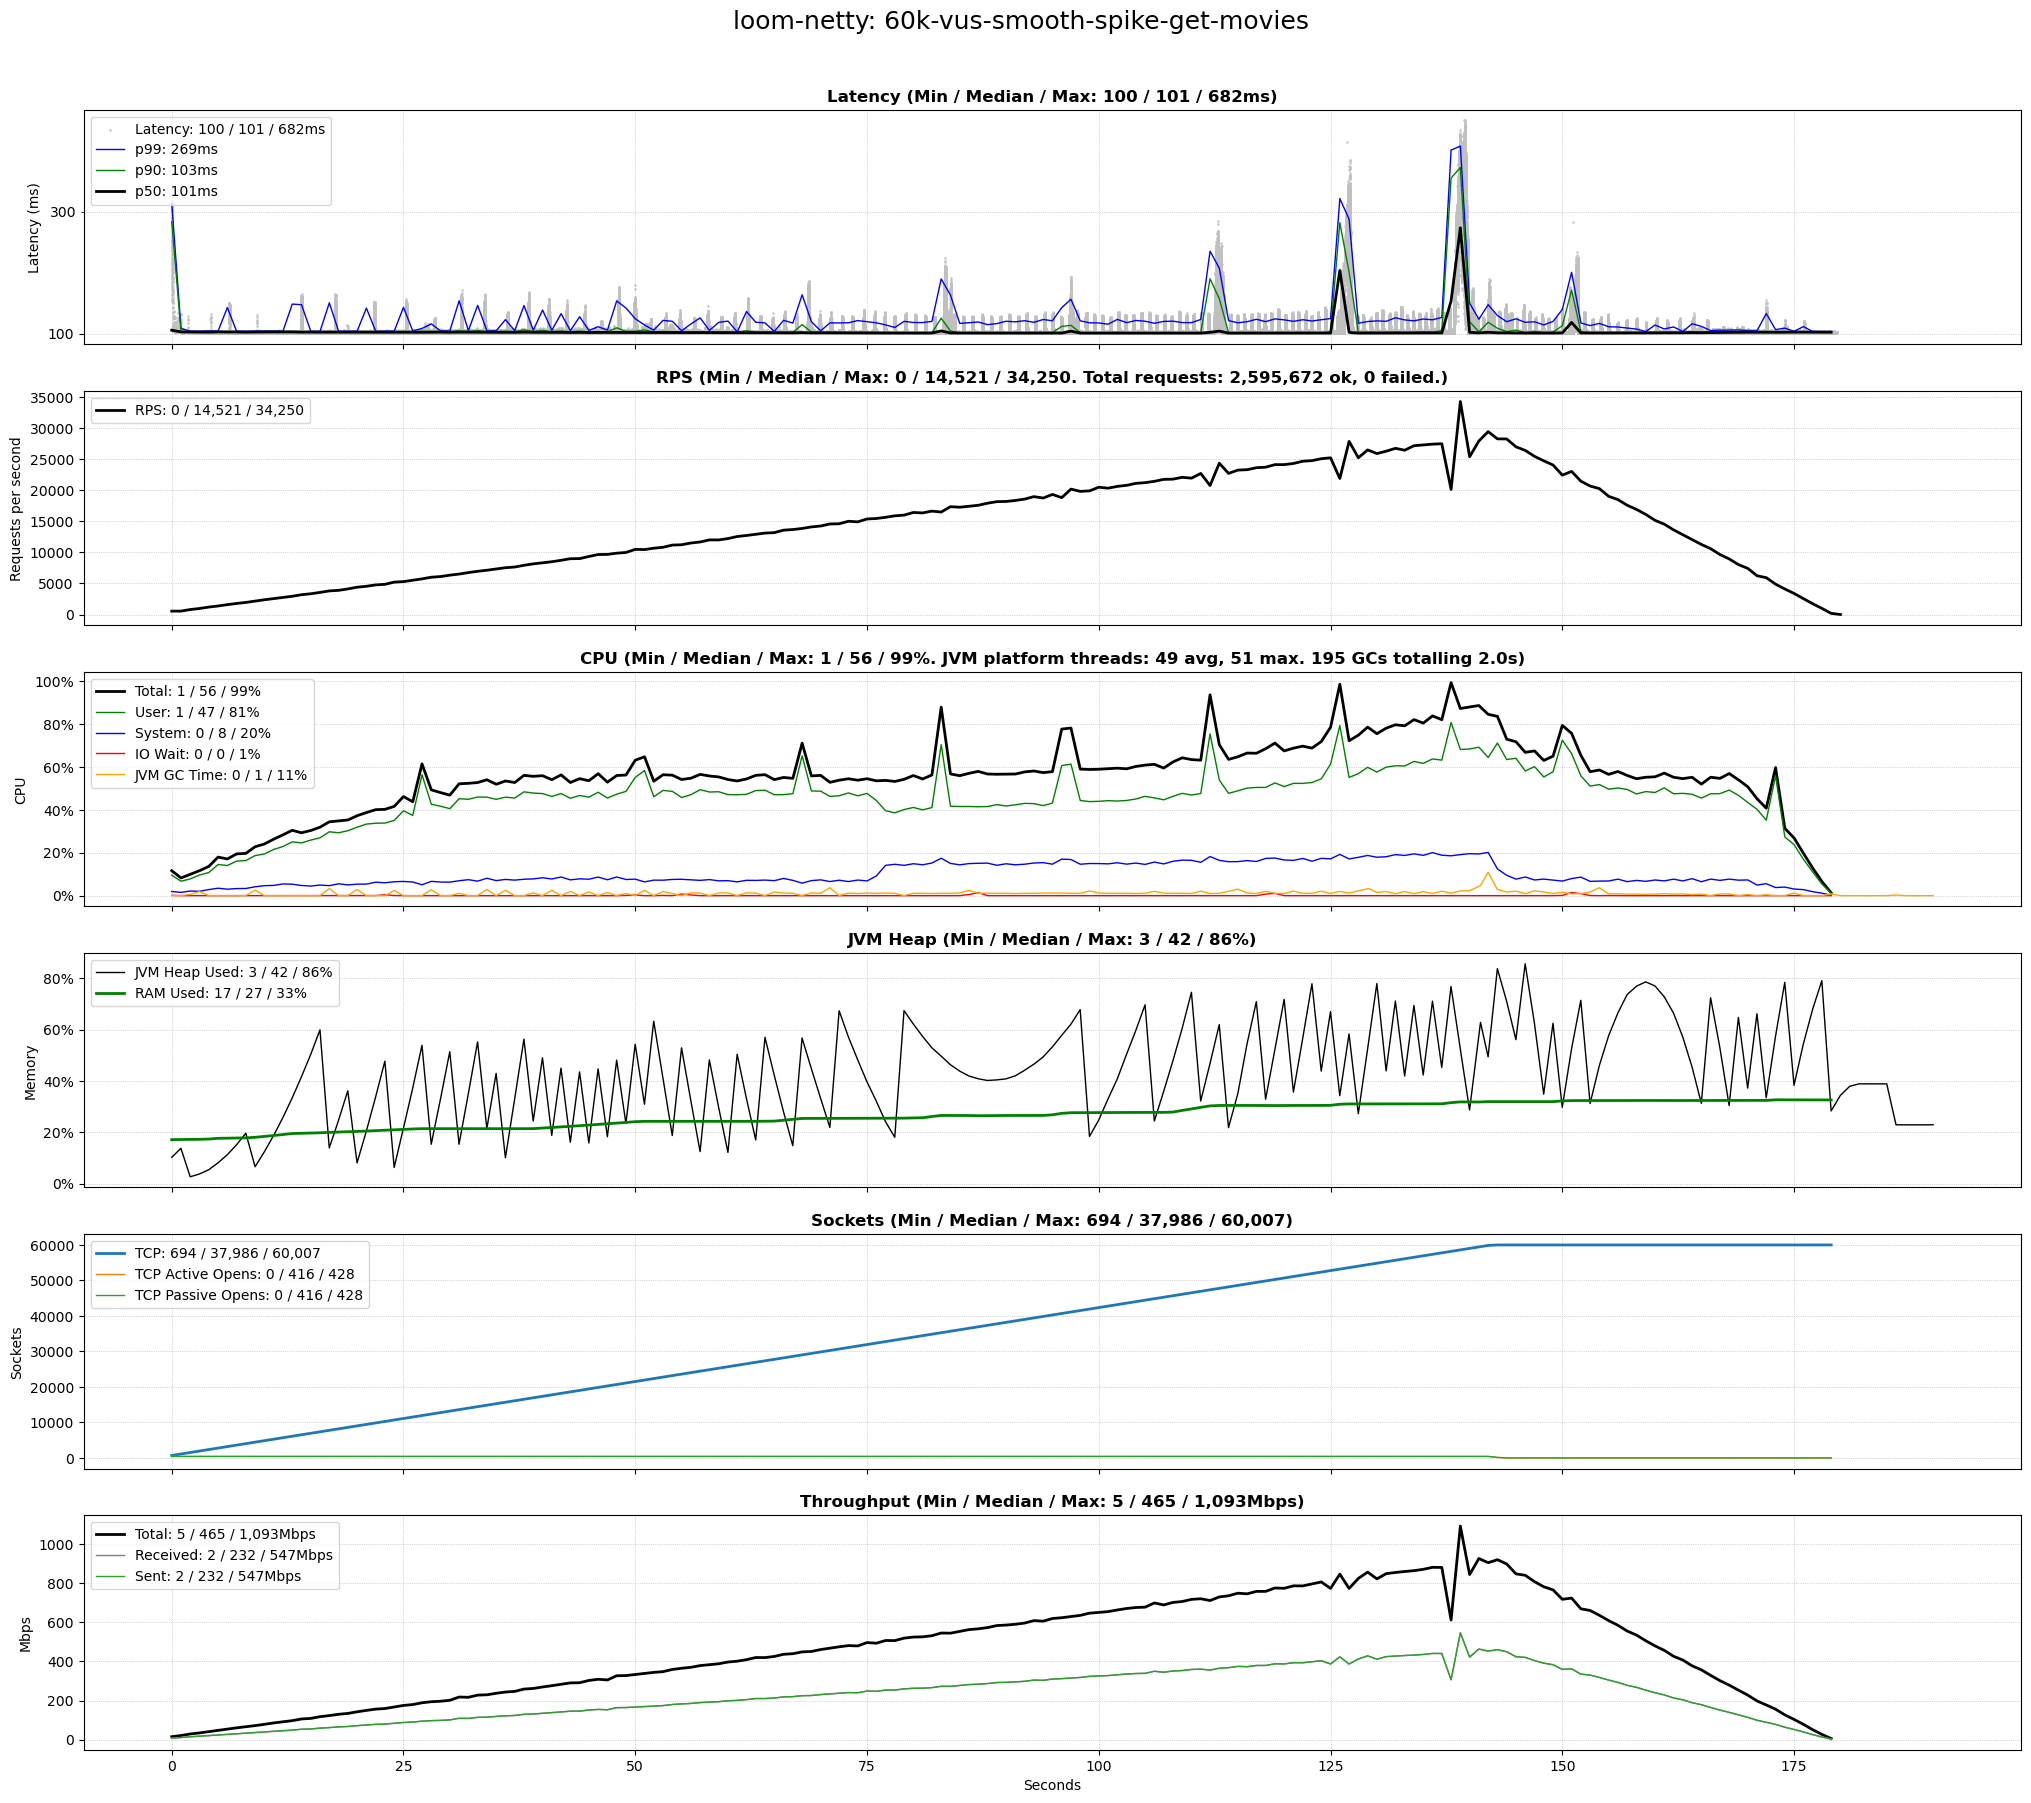 loom-netty: 60k-vus-smooth-spike-get-movies
Latency (Min / Median / Max: 100 / 101 / 682ms)
Latency: 100 / 101 / 682ms
p99: 269ms
p90: 103ms
p50: 101ms
Latency (ms)
300
100
RPS (Min / Median / Max: 0 / 14,521 / 34,250. Total requests: 2,595,672 ok, 0 failed.)
RPS: 0 / 14,521 / 34,250
Requests per second
35000
30000
25000
20000
15000
10000
5000
0
CPU (Min / Median / Max: 1 / 56 / 99%. JVM platform threads: 49 avg, 51 max. 195 GCs totalling 2.0s)
Total: 1 / 56 / 99%
User: 1 / 47 / 81%
System: 0 / 8 / 20%
IO Wait: 0 / 0 / 1%
JVM GC Time: 0 / 1 / 11%
CPU
100%
80%
60%
40%
20%
0%
JVM Heap (Min / Median / Max: 3 / 42 / 86%)
JVM Heap Used: 3 / 42 / 86%
RAM Used: 17 / 27 / 33%
Memory
80%
60%
40%
20%
0%
Sockets (Min / Median / Max: 694 / 37,986 / 60,007)
TCP: 694 / 37,986 / 60,007
TCP Active Opens: 0 / 416 / 428
TCP Passive Opens: 0 / 416 / 428
Sockets
60000
50000
40000
30000
20000
10000
0
Throughput (Min / Median / Max: 5 / 465 / 1,093Mbps)
Total: 5 / 465 / 1,093Mbps
Received: 2 / 232 / 547Mbps
Sent: 2 / 232 / 547Mbps
Mbps
1000
800
600
400
200
0
0 25 50 75 100 125 150 175
Seconds